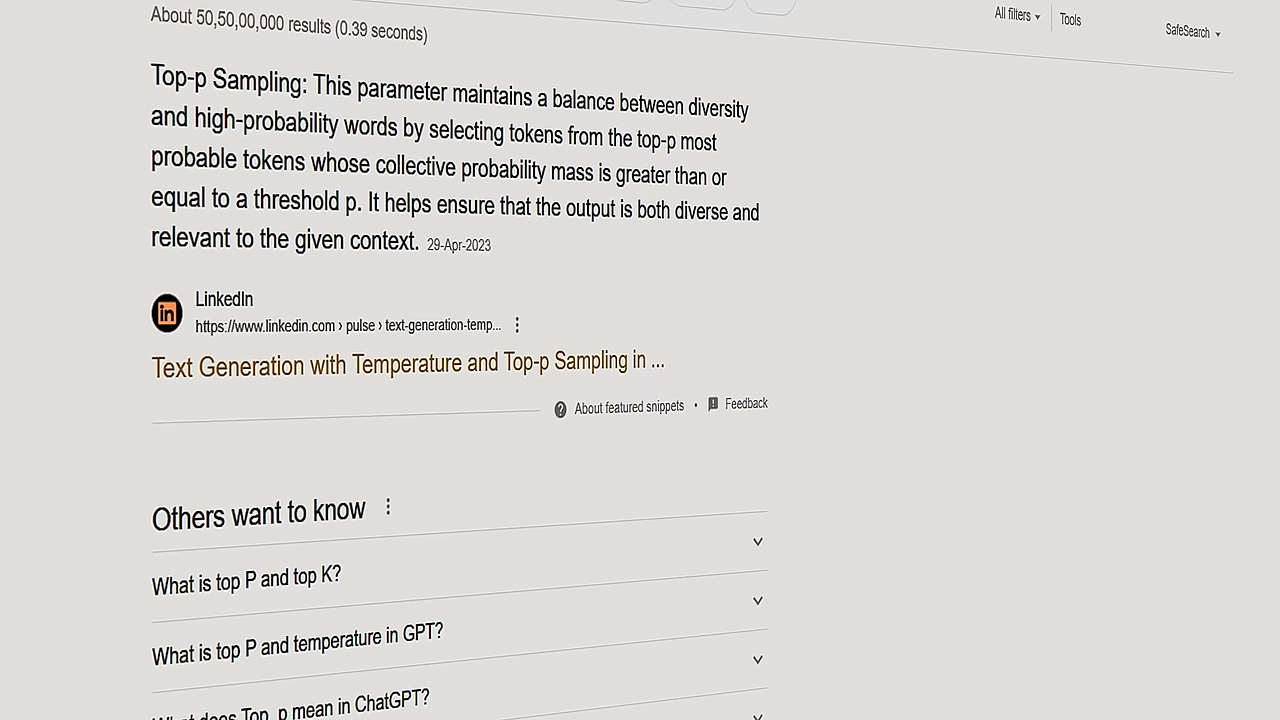 About 50,50,00,000 results (0.39 seconds)
All filters
Tools
SafeSearch
Top-p Sampling: This parameter maintains a balance between diversity
and high-probability words by selecting tokens from the top-p most
probable tokens whose collective probability mass is greater than or
equal to a threshold p. It helps ensure that the output is both diverse and
relevant to the given context. 29-Apr-2023
LinkedIn
https://www.linkedin.com › pulse › text-generation-temp...
Text Generation with Temperature and Top-p Sampling in ...
About featured snippets • Feedback
Others want to know
What is top P and top K?
What is top P and temperature in GPT?
What does Top_p mean in ChatGPT?